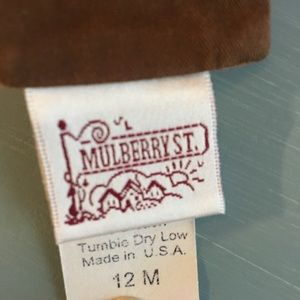 MULBERRY ST.
Tumble Dry Low
Made in U.S.A.
12 M